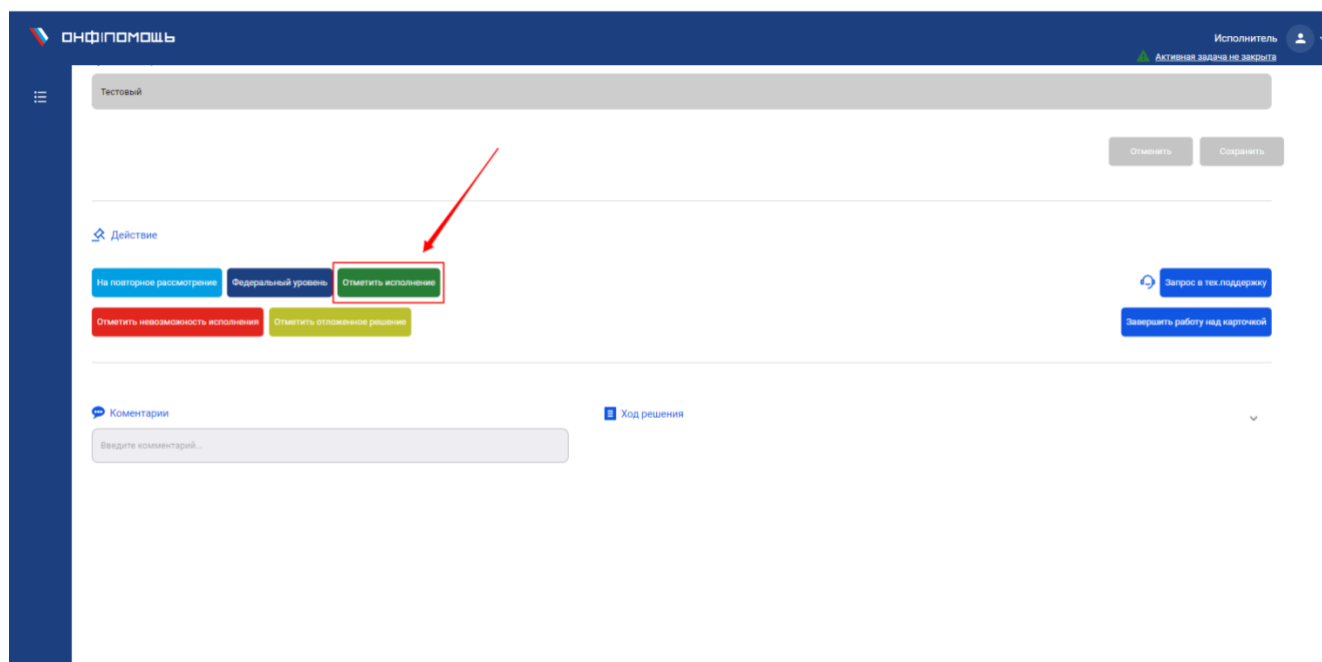 ОНФ|ПОМОЩЬ
Исполнитель
Активная задача не закрыта
Тестовый
Отменить Сохранить
Действие
На повторное рассмотрение Федеральный уровень Отметить исполнение Запрос в тех.поддержку
Отметить невозможность исполнения Отметить отложенное решение Завершить работу над карточкой
Коментарии Ход решения
Введите комментарий...